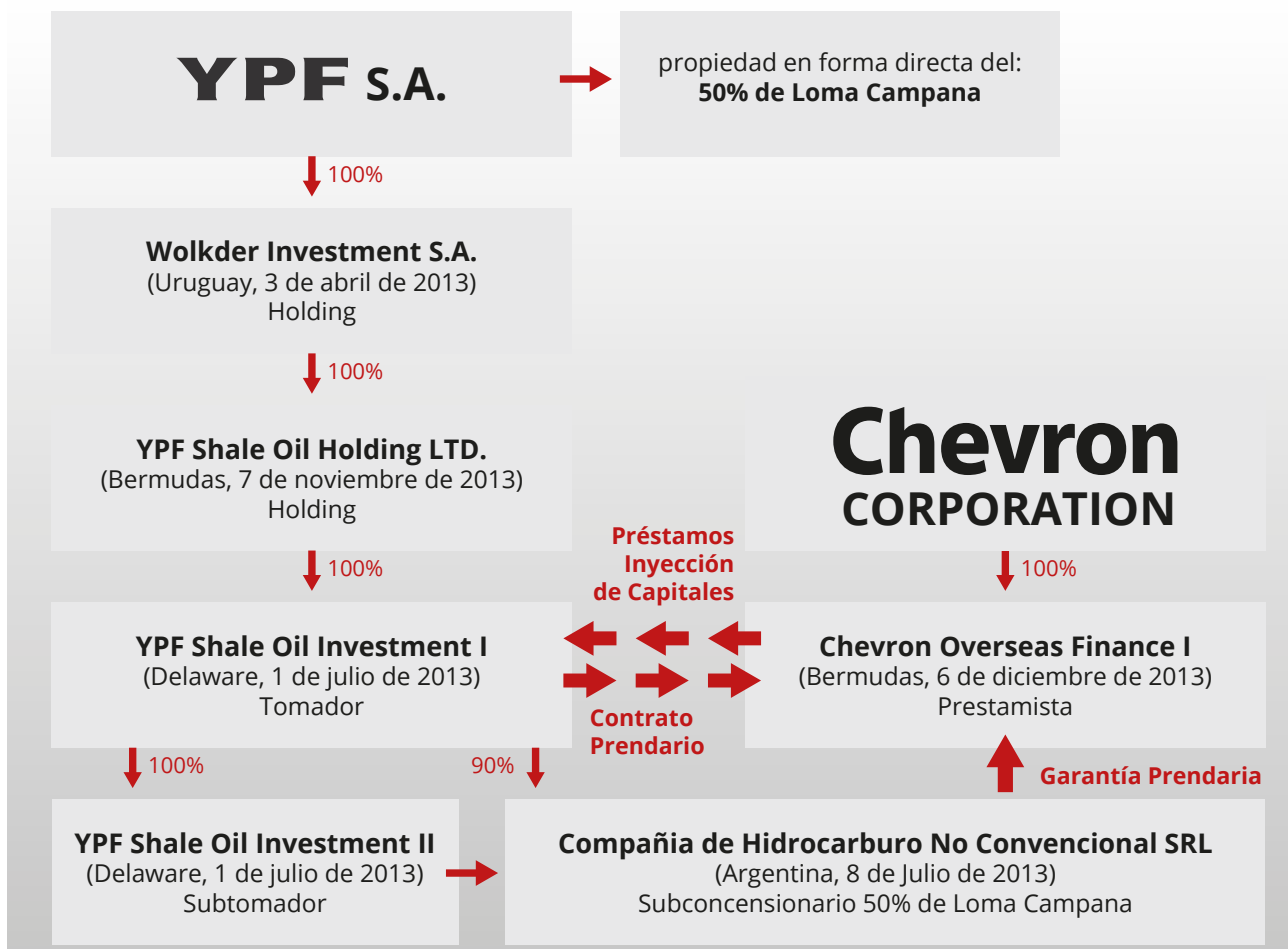 YPF S.A.
propiedad en forma directa del:
50% de Loma Campana
100%
Wolkder Investment S.A.
(Uruguay, 3 de abril de 2013)
Holding
100%
YPF Shale Oil Holding LTD.
(Bermudas, 7 de noviembre de 2013)
Holding
Chevron
CORPORATION
100%
Préstamos
Inyección
de Capitales
100%
YPF Shale Oil Investment I
(Delaware, 1 de julio de 2013)
Tomador
Chevron Overseas Finance I
(Bermudas, 6 de diciembre de 2013)
Prestamista
Contrato
Prendario
100%
90%
Garantía Prendaria
YPF Shale Oil Investment II
(Delaware, 1 de julio de 2013)
Subtomador
Compañia de Hidrocarburo No Convencional SRL
(Argentina, 8 de Julio de 2013)
Subconcensionario 50% de Loma Campana